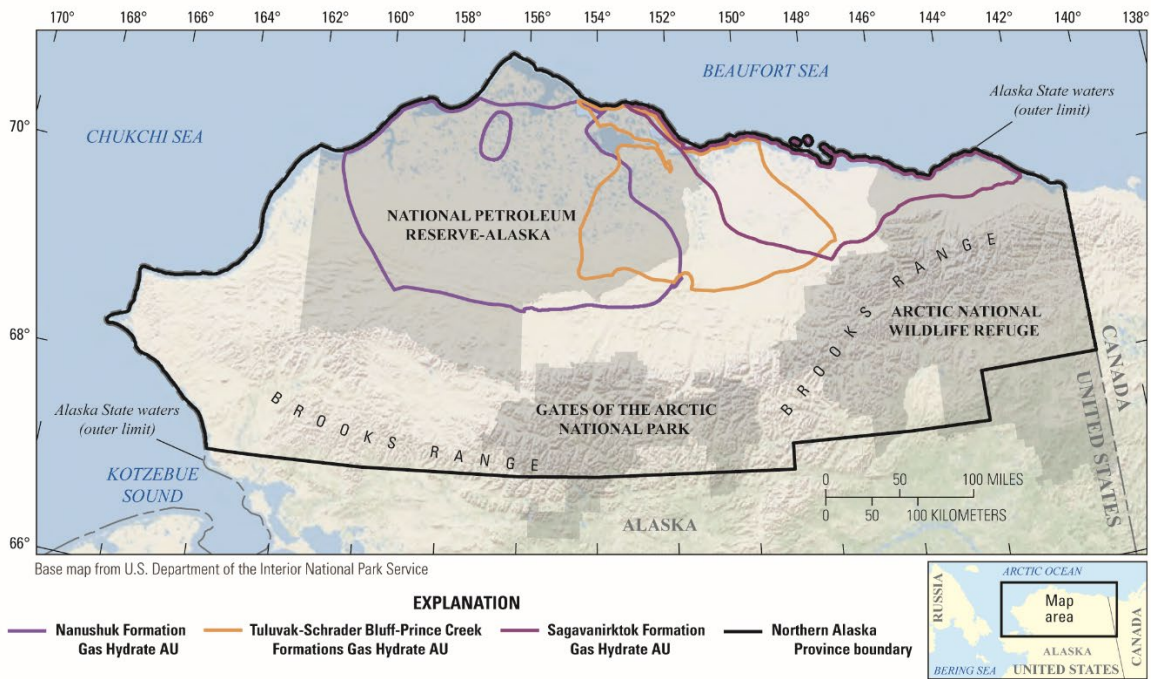 170° 168° 166° 164° 162° 160° 158° 156° 154° 152° 150° 148° 146° 144° 142° 140° 138°
BEAUFORT SEA
Alaska State waters
(outer limit)
70°
CHUKCHI SEA
NATIONAL PETROLEUM
RESERVE-ALASKA
BROOKS RANGE
ARCTIC NATIONAL
WILDLIFE REFUGE
68°
CANADA
UNITED STATES
Alaska State waters
(outer limit)
BROOKS RANGE
GATES OF THE ARCTIC
NATIONAL PARK
KOTZEBUE
SOUND
0 50 100 MILES
0 50 100 KILOMETERS
ALASKA
66°
Base map from U.S. Department of the Interior National Park Service
EXPLANATION
Nanushuk Formation
Gas Hydrate AU
Tuluvak-Schrader Bluff-Prince Creek
Formations Gas Hydrate AU
Sagavanirktok Formation
Gas Hydrate AU
Northern Alaska
Province boundary
ARCTIC OCEAN
RUSSIA
Map
area
CANADA
ALASKA
BERING SEA
UNITED STATES